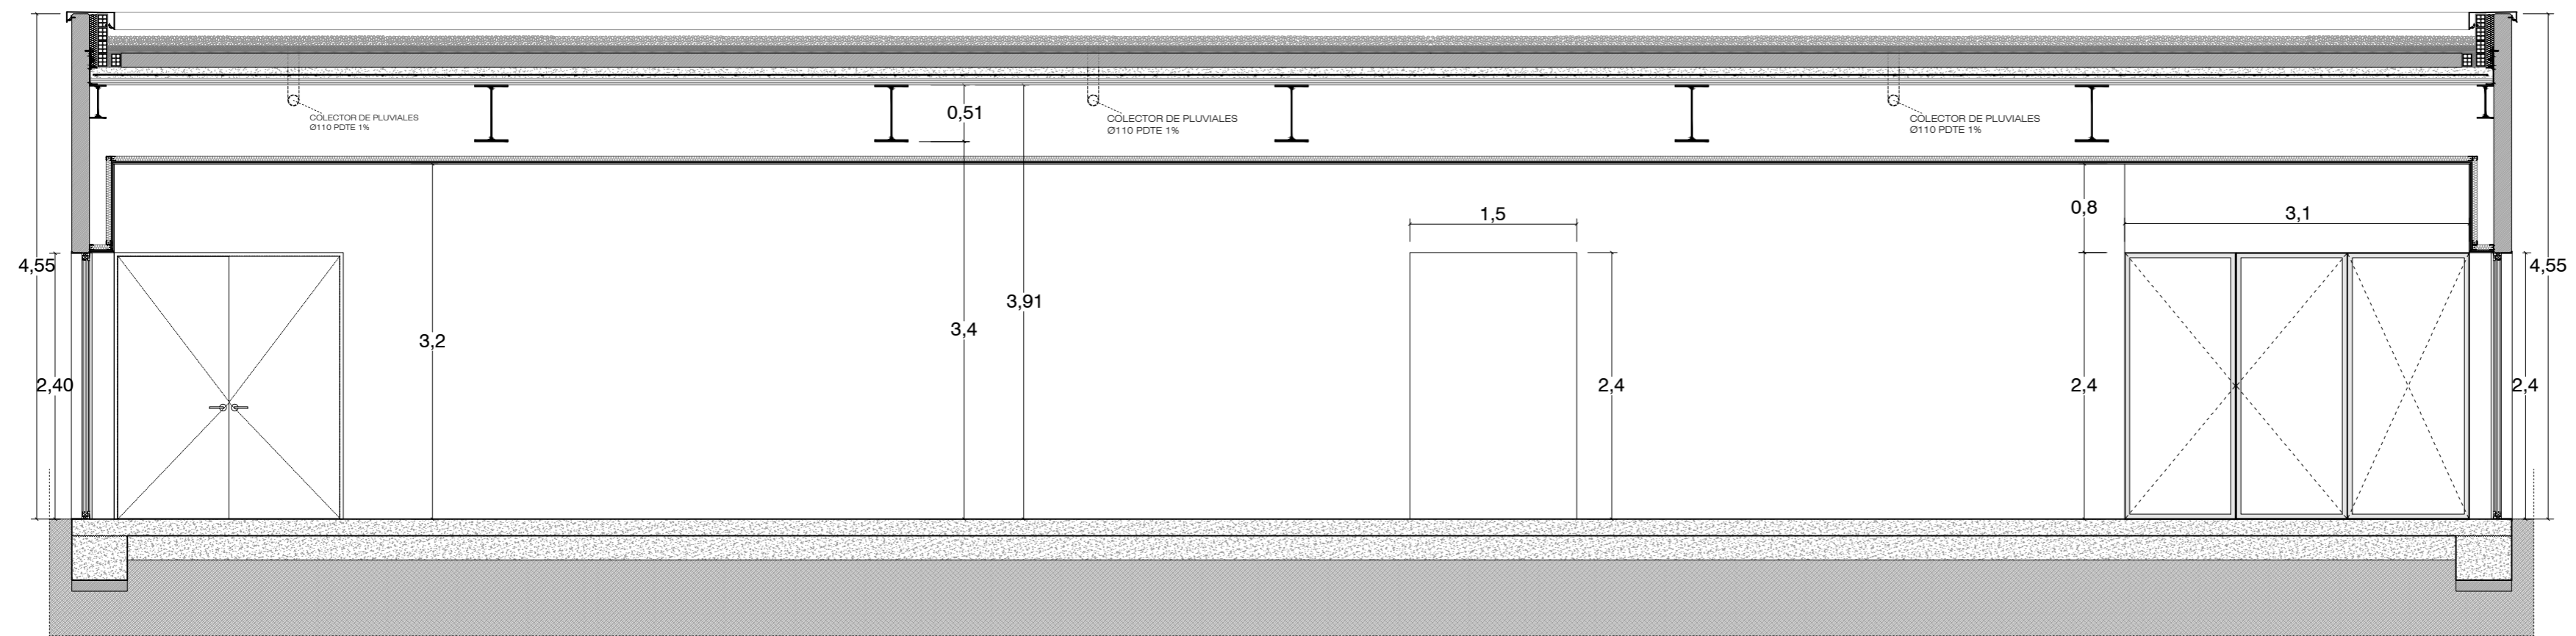 0,51
COLECTOR DE PLUVIALES
Ø110 PDTE 1%
COLECTOR DE PLUVIALES
Ø110 PDTE 1%
COLECTOR DE PLUVIALES
Ø110 PDTE 1%
1,5
0,8
3,1
4,55
4,55
3,91
3,4
3,2
2,40
2,4
2,4
2,4